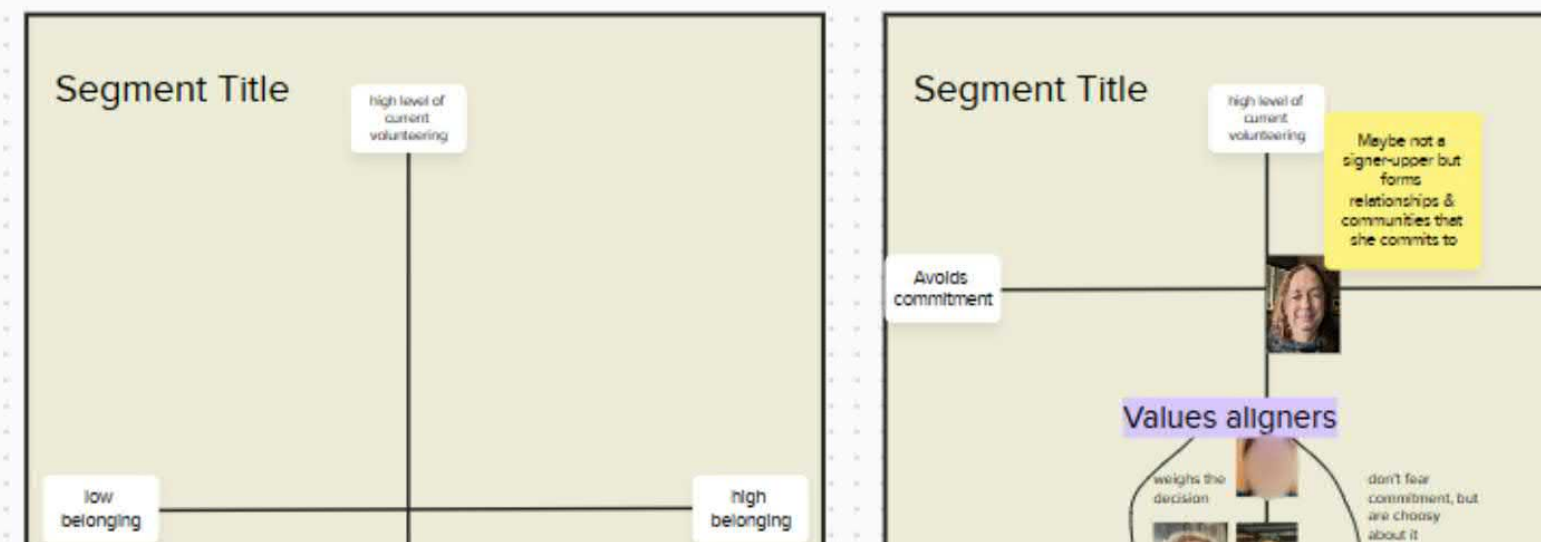 Segment Title
high level of
current
volunteering
low
belonging
high
belonging
Segment Title
high level of
current
volunteering
Maybe not a
signer-upper but
forms
relationships &
communities that
she commits to
Avoids
commitment
Values aligners
weighs the
decision
don't fear
commitment, but
are choosy
about it